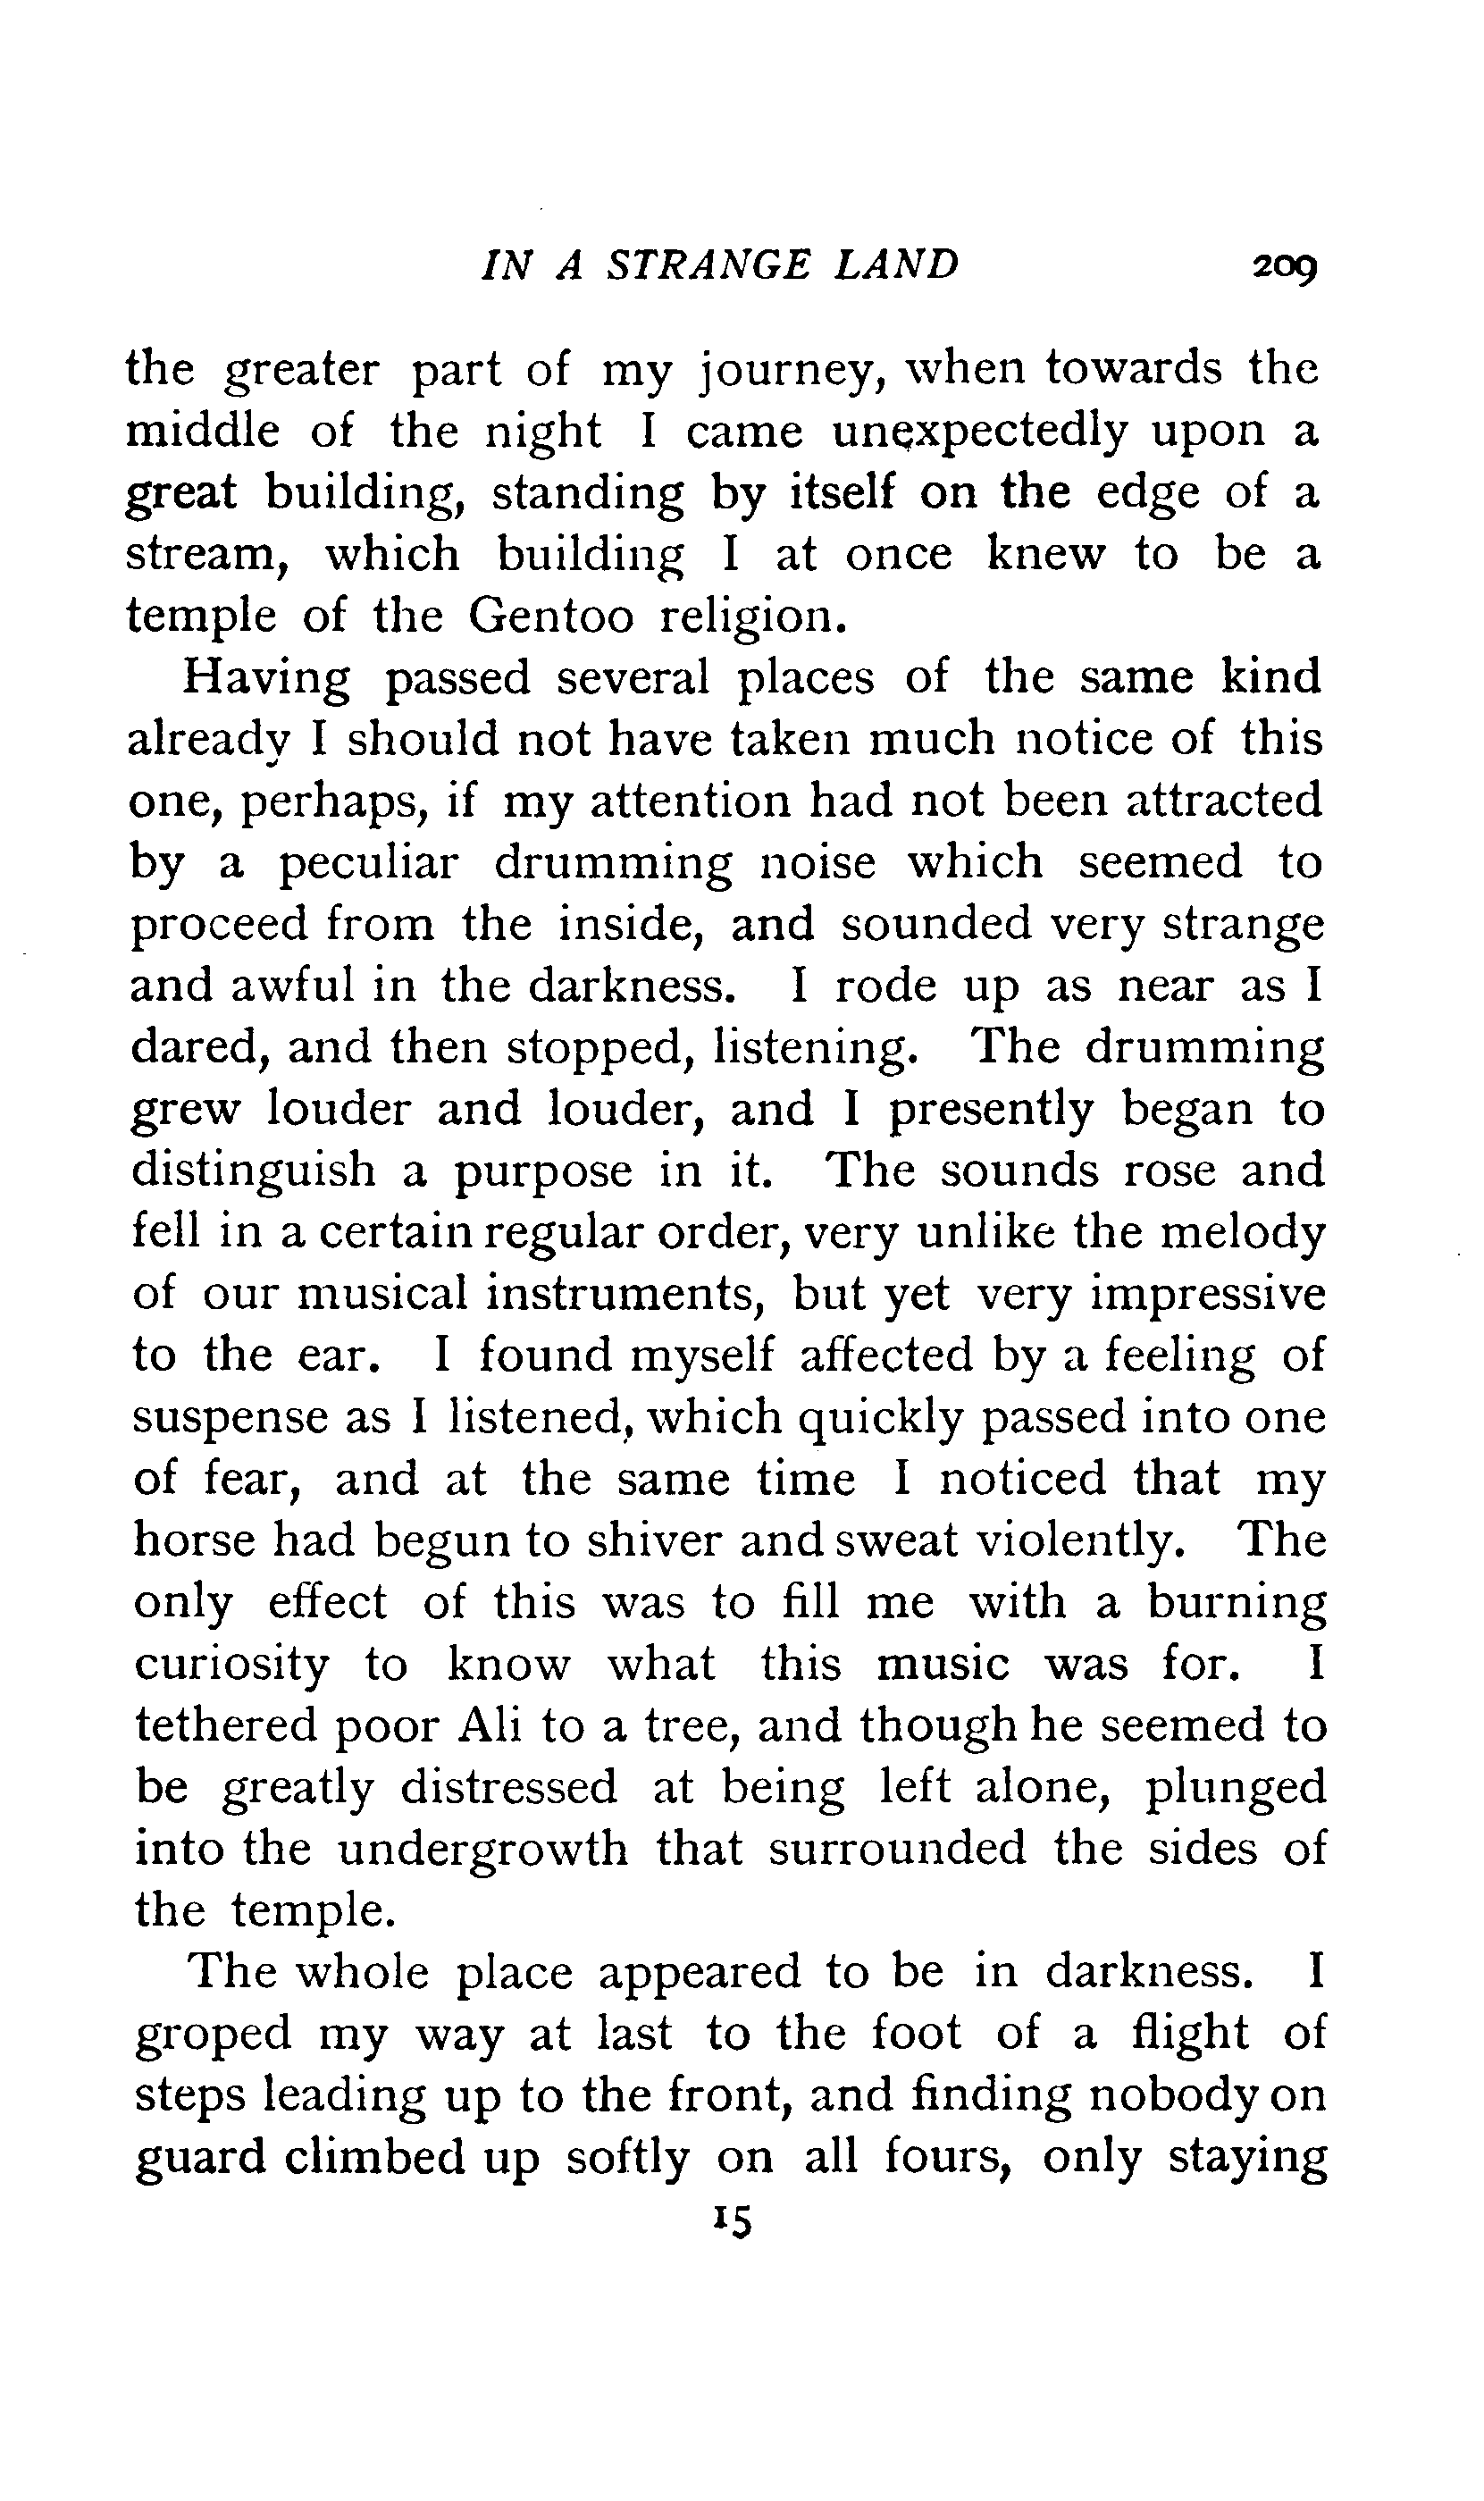 IN A STRANGE LAND 209
the greater part of my journey, when towards the
middle of the night I came unexpectedly upon a
great building, standing by itself on the edge of a
stream, which building I at once knew to be a
temple of the Gentoo religion.
Having passed several places of the same kind
already I should not have taken much notice of this
one, perhaps, if my attention had not been attracted
by a peculiar drumming noise which seemed to
proceed from the inside, and sounded very strange
and awful in the darkness. I rode up as near as I
dared, and then stopped, listening. The drumming
grew louder and louder, and I presently began to
distinguish a purpose in it. The sounds rose and
fell in a certain regular order, very unlike the melody
of our musical instruments, but yet very impressive
to the ear. I found myself affected by a feeling of
suspense as I listened, which quickly passed into one
of fear, and at the same time I noticed that my
horse had begun to shiver and sweat violently. The
only effect of this was to fill me with a burning
curiosity to know what this music was for. I
tethered poor Ali to a tree, and though he seemed to
be greatly distressed at being left alone, plunged
into the undergrowth that surrounded the sides of
the temple.
The whole place appeared to be in darkness. I
groped my way at last to the foot of a flight of
steps leading up to the front, and finding nobody on
guard climbed up softly on all fours, only staying
15